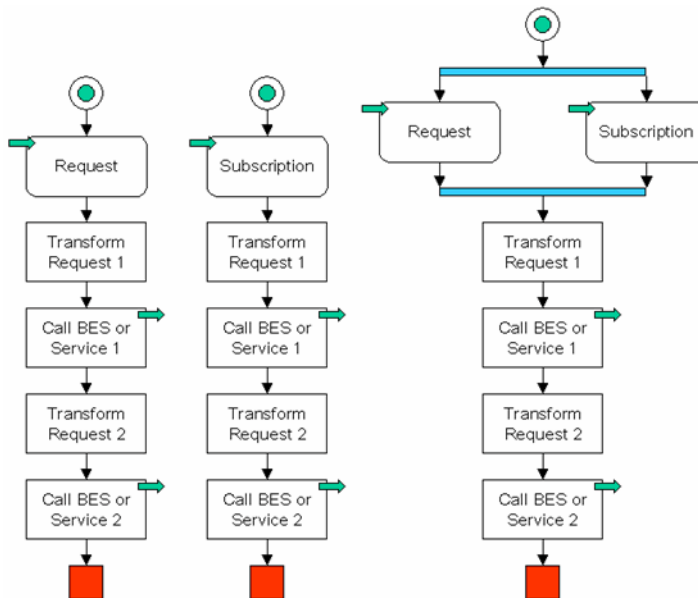 Request
Transform
Request 1
Call BES or
Service 1
Transform
Request 2
Call BES or
Service 2
Subscription
Transform
Request 1
Call BES or
Service 1
Transform
Request 2
Call BES or
Service 2
Request
Subscription
Transform
Request 1
Call BES or
Service 1
Transform
Request 2
Call BES or
Service 2